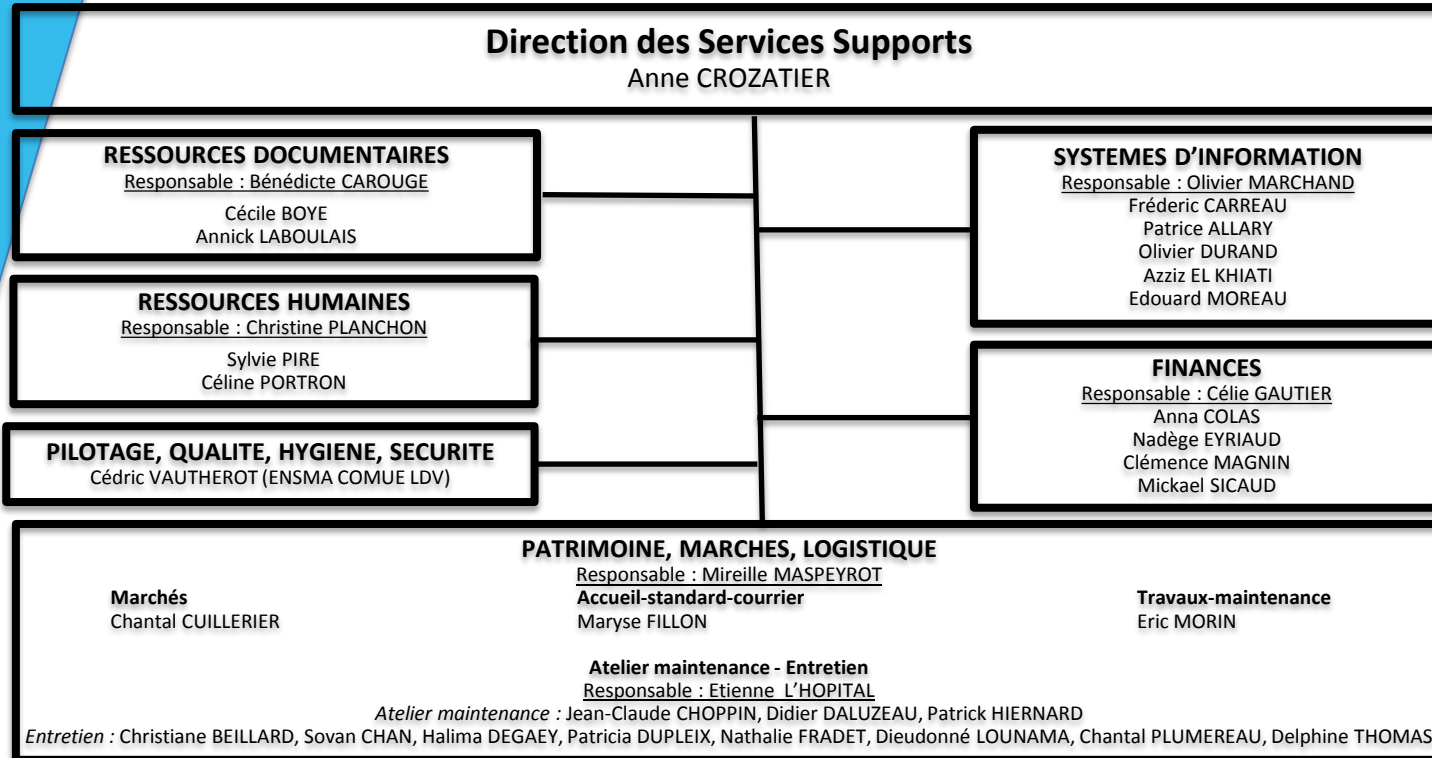 Direction des Services Supports
Anne CROZATIER
RESSOURCES DOCUMENTAIRES
Responsable : Bénédicte CAROUGE
Cécile BOYE
Annick LABOULAIS
RESSOURCES HUMAINES
Responsable : Christine PLANCHON
Sylvie PIRE
Céline PORTRON
PILOTAGE, QUALITE, HYGIENE, SECURITE
Cédric VAUTHEROT (ENSMA COMUE LDV)
SYSTEMES D’INFORMATION
Responsable : Olivier MARCHAND
Fréderic CARREAU
Patrice ALLARY
Olivier DURAND
Azziz EL KHIATI
Edouard MOREAU
FINANCES
Responsable : Célie GAUTIER
Anna COLAS
Nadège EYRIAUD
Clémence MAGNIN
Mickael SICAUD
PATRIMOINE, MARCHES, LOGISTIQUE
Responsable : Mireille MASPEYROT
Marchés
Chantal CUILLERIER
Accueil-standard-courrier
Maryse FILLON
Travaux-maintenance
Eric MORIN
Atelier maintenance - Entretien
Responsable : Etienne L’HOPITAL
Atelier maintenance : Jean-Claude CHOPPIN, Didier DALUZEAU, Patrick HIERNARD
Entretien : Christiane BEILLARD, Sovan CHAN, Halima DEGAEY, Patricia DUPLEIX, Nathalie FRADET, Dieudonné LOUNAMA, Chantal PLUMEREAU, Delphine THOMAS